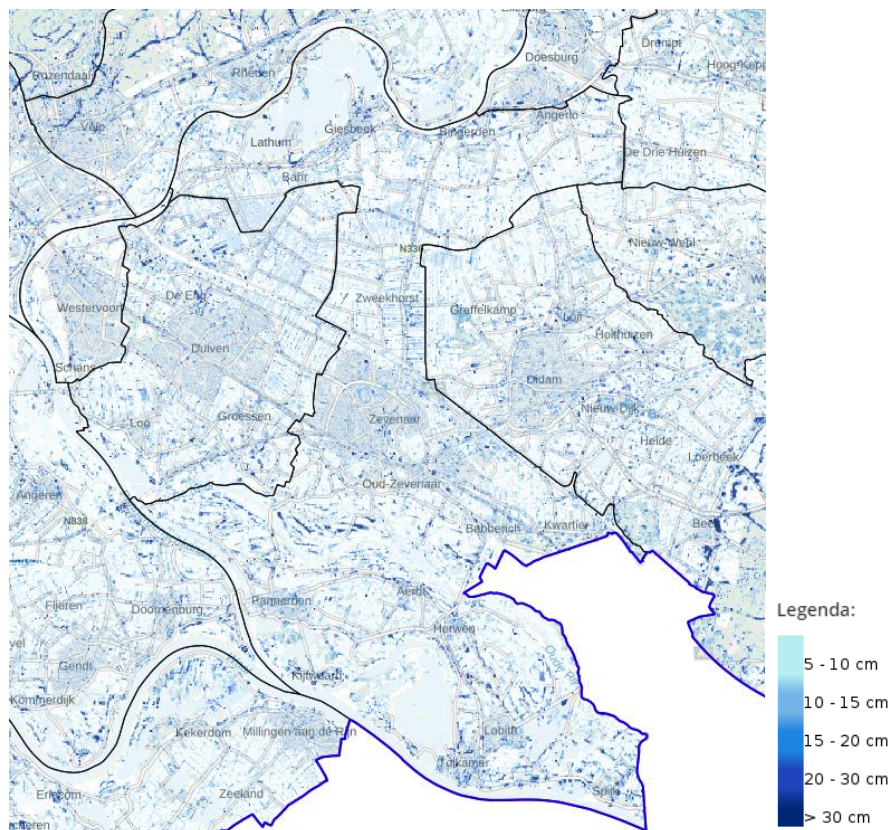 Rozendaal
Rheden
Doesburg
Drempt
Velp
Lathum
Giesbeek
Bingerden
Angerlo
De Drie Huizen
Bahr
Nieuw-Wehl
N336
Westervoort
De Eng
Zweekhorst
Greffelkamp
Loil
Holthuizen
Duiven
Schans
Didam
Nieuw-Dijk
Loo
Groessen
Zevenaar
Heide
Loerbeek
Oud-Zevenaar
Angeren
N838
Babberich
Kwartier
Flieren
Doornenburg
Pannerden
Aerdt
Herwen
Gendt
Kommerdijk
Kijfwaard
Kekerdom
Millingen aan de Rijn
Lobith
Tolkamer
Zeeland
Spijk
Erlecom
Legenda:
5 - 10 cm
10 - 15 cm
15 - 20 cm
20 - 30 cm
> 30 cm